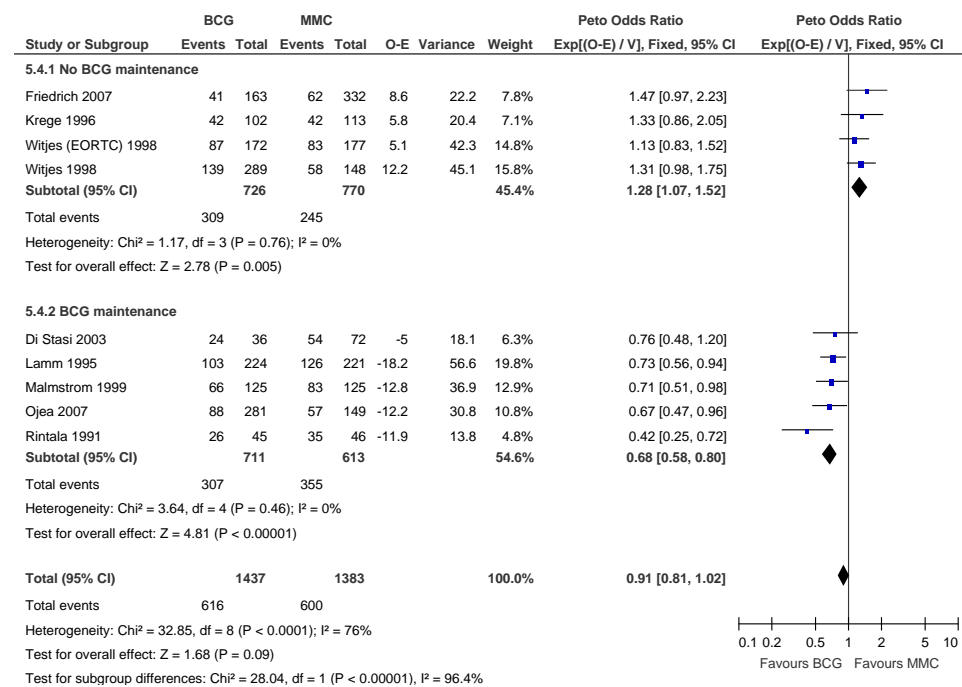 BCG MMC Peto Odds Ratio Peto Odds Ratio
Study or Subgroup Events Total Events Total O-E Variance Weight Exp[(O-E) / V], Fixed, 95% CI Exp[(O-E) / V], Fixed, 95% CI
5.4.1 No BCG maintenance
Friedrich 2007 41 163 62 332 8.6 22.2 7.8% 1.47 [0.97, 2.23]
Krege 1996 42 102 42 113 5.8 20.4 7.1% 1.33 [0.86, 2.05]
Witjes (EORTC) 1998 87 172 83 177 5.1 42.3 14.8% 1.13 [0.83, 1.52]
Witjes 1998 139 289 58 148 12.2 45.1 15.8% 1.31 [0.98, 1.75]
Subtotal (95% CI) 726 770 45.4% 1.28 [1.07, 1.52]
Total events 309 245
Heterogeneity: Chi² = 1.17, df = 3 (P = 0.76); I² = 0%
Test for overall effect: Z = 2.78 (P = 0.005)
5.4.2 BCG maintenance
Di Stasi 2003 24 36 54 72 -5 18.1 6.3% 0.76 [0.48, 1.20]
Lamm 1995 103 224 126 221 -18.2 56.6 19.8% 0.73 [0.56, 0.94]
Malmstrom 1999 66 125 83 125 -12.8 36.9 12.9% 0.71 [0.51, 0.98]
Ojea 2007 88 281 57 149 -12.2 30.8 10.8% 0.67 [0.47, 0.96]
Rintala 1991 26 45 35 46 -11.9 13.8 4.8% 0.42 [0.25, 0.72]
Subtotal (95% CI) 711 613 54.6% 0.68 [0.58, 0.80]
Total events 307 355
Heterogeneity: Chi² = 3.64, df = 4 (P = 0.46); I² = 0%
Test for overall effect: Z = 4.81 (P < 0.00001)
Total (95% CI) 1437 1383 100.0% 0.91 [0.81, 1.02]
Total events 616 600
Heterogeneity: Chi² = 32.85, df = 8 (P < 0.0001); I² = 76%
Test for overall effect: Z = 1.68 (P = 0.09)
Test for subgroup differences: Chi² = 28.04, df = 1 (P < 0.00001), I² = 96.4%
0.1 0.2 0.5 1 2 5 10
Favours BCG Favours MMC